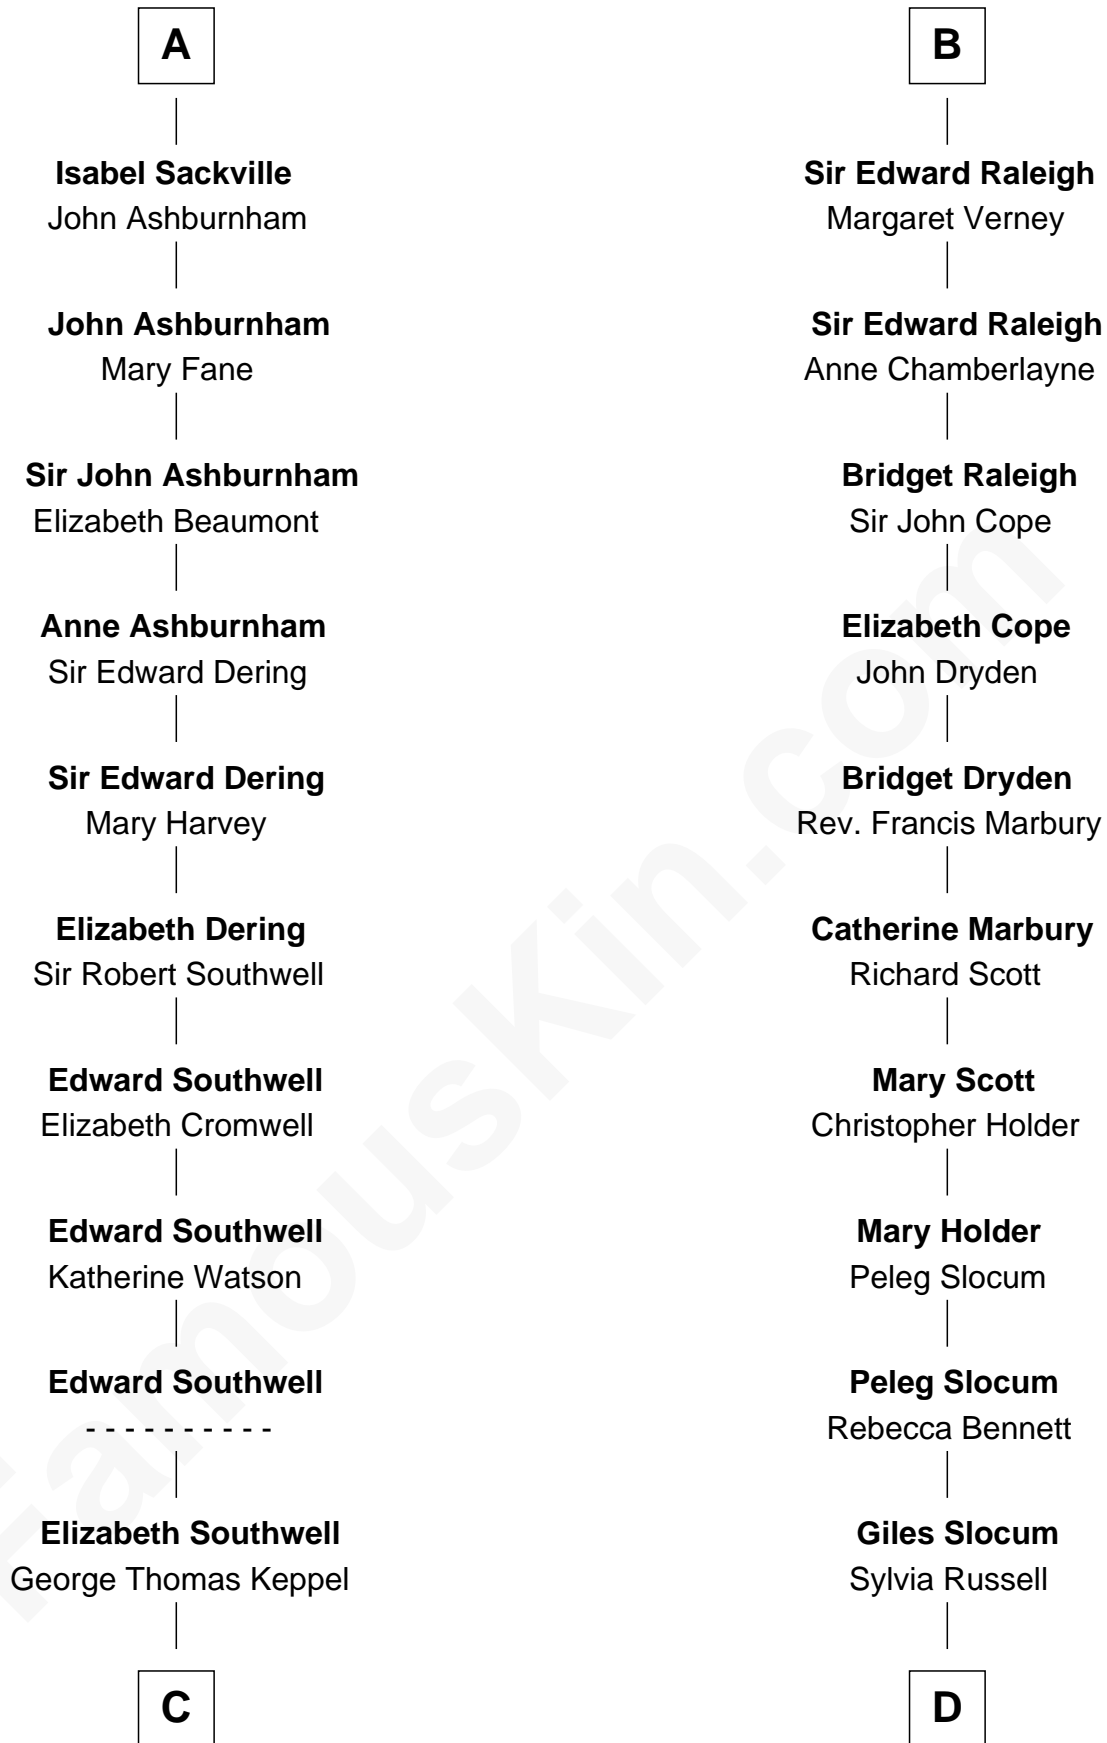 A
Isabel Sackville
John Ashburnham
John Ashburnham
Mary Fane
Sir John Ashburnham
Elizabeth Beaumont
Anne Ashburnham
Sir Edward Dering
Sir Edward Dering
Mary Harvey
Elizabeth Dering
Sir Robert Southwell
Edward Southwell
Elizabeth Cromwell
Edward Southwell
Katherine Watson
Edward Southwell
- - - - - - - - - -
Elizabeth Southwell
George Thomas Keppel
C
B
Sir Edward Raleigh
Margaret Verney
Sir Edward Raleigh
Anne Chamberlayne
Bridget Raleigh
Sir John Cope
Elizabeth Cope
John Dryden
Bridget Dryden
Rev. Francis Marbury
Catherine Marbury
Richard Scott
Mary Scott
Christopher Holder
Mary Holder
Peleg Slocum
Peleg Slocum
Rebecca Bennett
Giles Slocum
Sylvia Russell
D
FamousKin.com